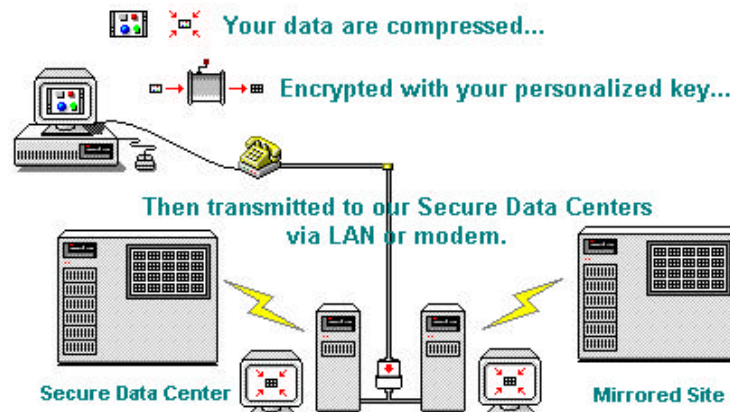 Your data are compressed...
Encrypted with your personalized key...
Then transmitted to our Secure Data Centers
via LAN or modem.
Secure Data Center
Mirrored Site